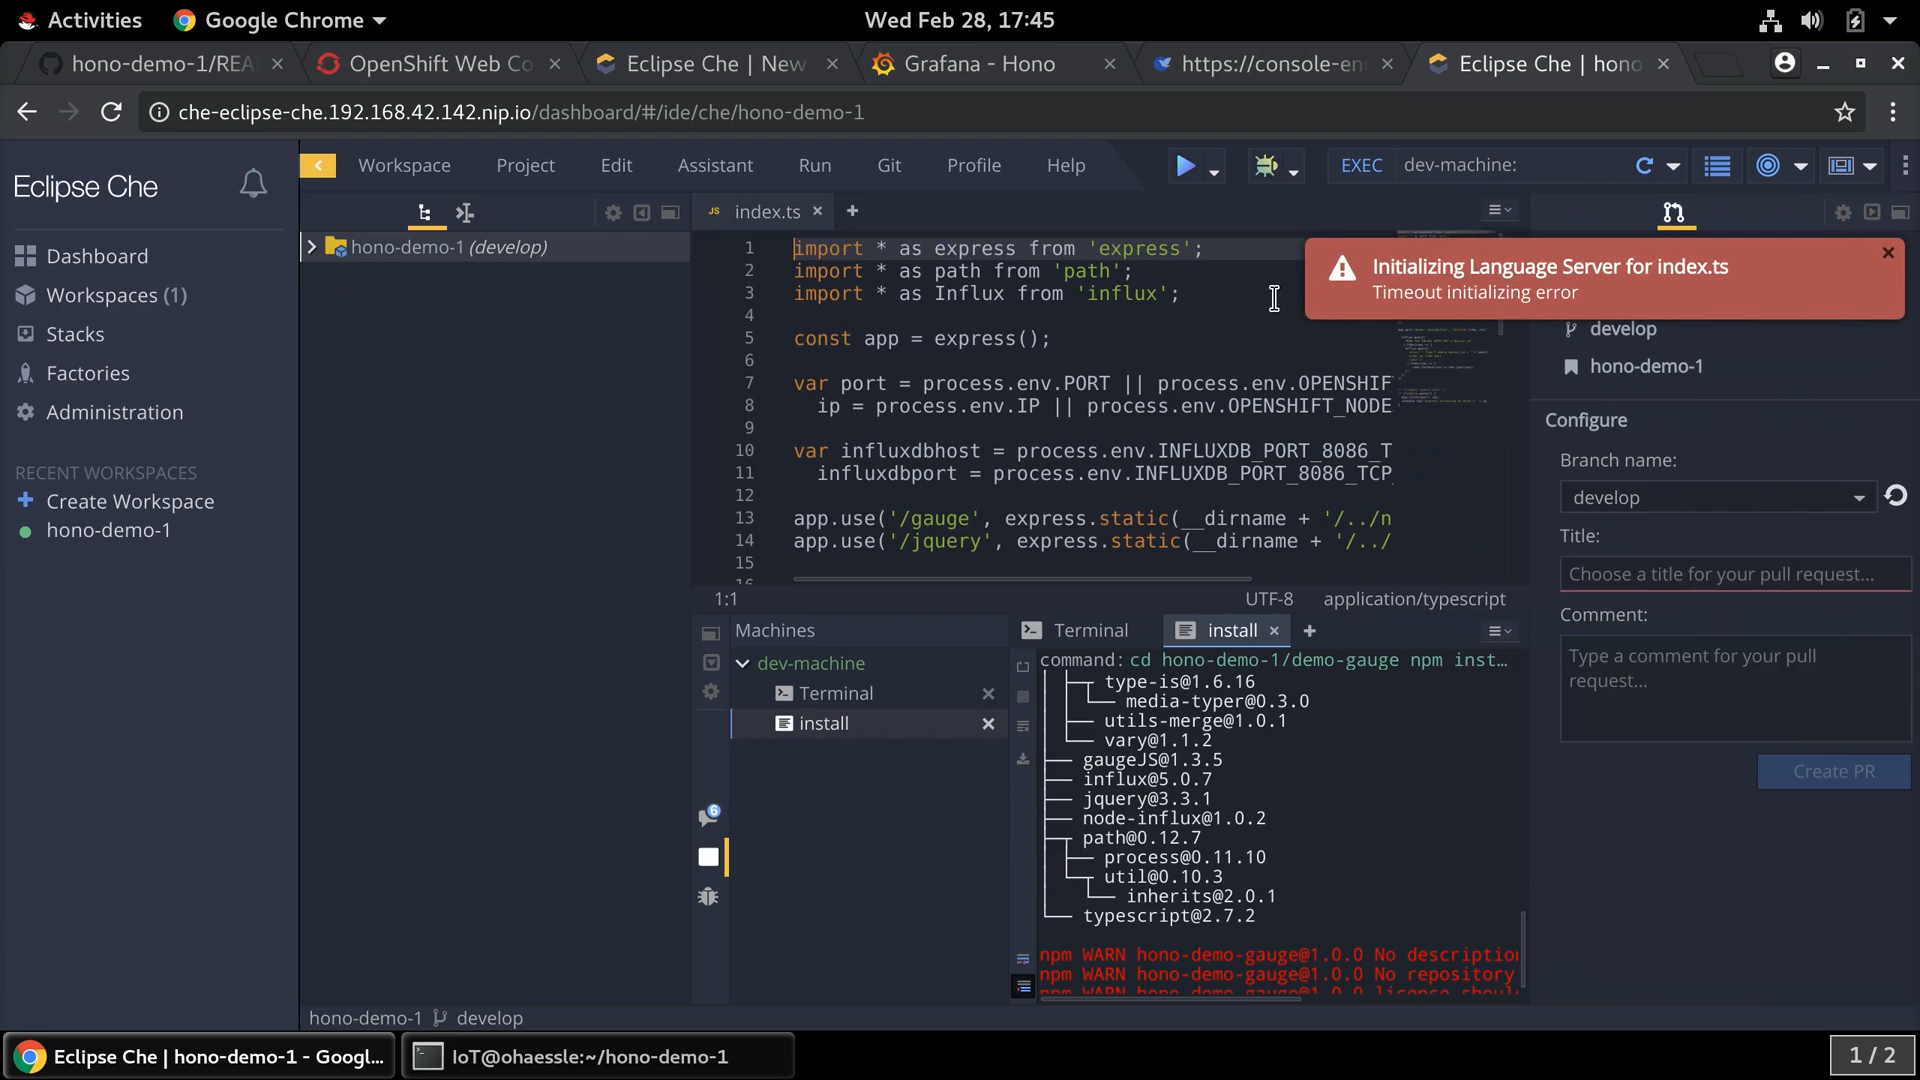 Activities
Google Chrome
Wed Feb 28, 17:45
hono-demo-1/REA
OpenShift Web Co
Eclipse Che | New
Grafana - Hono
https://console-en
Eclipse Che | hono
che-eclipse-che.192.168.42.142.nip.io/dashboard/#/ide/che/hono-demo-1
Eclipse Che
Workspace
Project
Edit
Assistant
Run
Git
Profile
Help
EXEC
dev-machine:
Dashboard
Workspaces (1)
Stacks
Factories
Administration
RECENT WORKSPACES
Create Workspace
hono-demo-1
hono-demo-1 (develop)
JS index.ts
1 import * as express from 'express';
2 import * as path from 'path';
3 import * as Influx from 'influx';
4
5 const app = express();
6
7 var port = process.env.PORT || process.env.OPENSHIF
8 ip = process.env.IP || process.env.OPENSHIFT_NODE
9
10 var influxdbhost = process.env.INFLUXDB_PORT_8086_T
11 influxdbport = process.env.INFLUXDB_PORT_8086_TCP
12
13 app.use('/gauge', express.static(__dirname + '/../n
14 app.use('/jquery', express.static(__dirname + '/../
15
16
1:1
UTF-8
application/typescript
Initializing Language Server for index.ts
Timeout initializing error
develop
hono-demo-1
Configure
Branch name:
develop
Title:
Choose a title for your pull request...
Comment:
Type a comment for your pull
request...
Create PR
Machines
dev-machine
Terminal
install
6
Terminal
install
command: cd hono-demo-1/demo-gauge npm inst...
type-is@1.6.16
media-typer@0.3.0
utils-merge@1.0.1
vary@1.1.2
gaugeJS@1.3.5
influx@5.0.7
jquery@3.3.1
node-influx@1.0.2
path@0.12.7
process@0.11.10
util@0.10.3
inherits@2.0.1
typescript@2.7.2
npm WARN hono-demo-gauge@1.0.0 No description
npm WARN hono-demo-gauge@1.0.0 No repository
npm WARN hono-demo-gauge@1.0.0 license shoul
hono-demo-1
develop
Eclipse Che | hono-demo-1 - Googl...
IoT@ohaessle:~/hono-demo-1
1 / 2